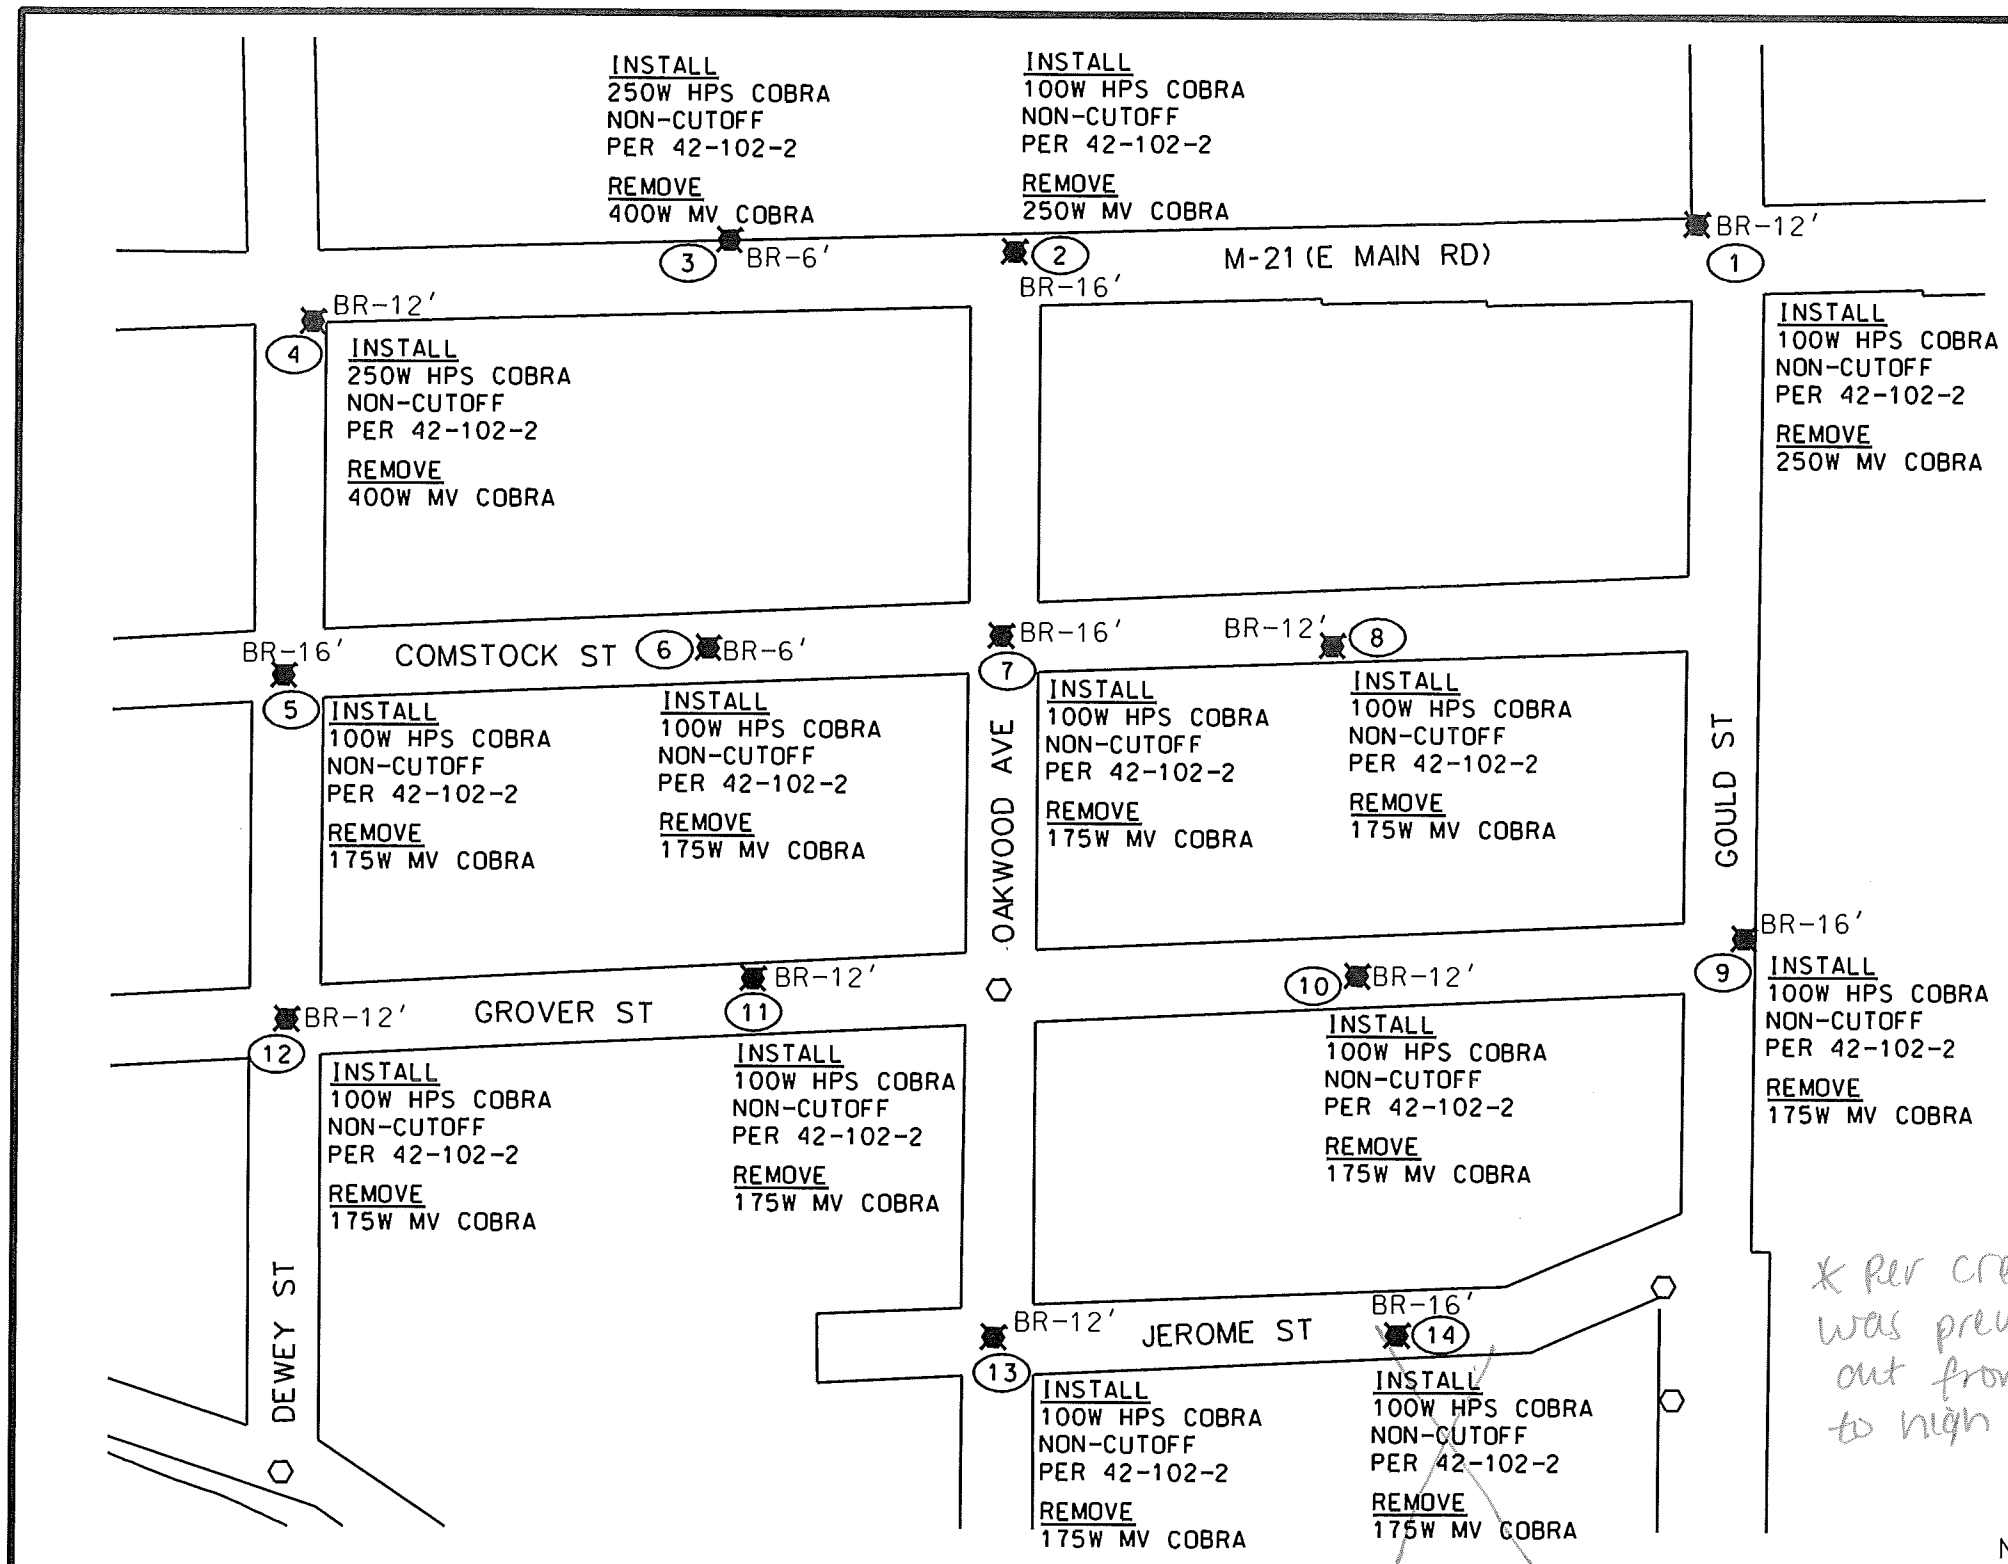 INSTALL
250W HPS COBRA
NON-CUTOFF
PER 42-102-2
REMOVE
400W MV COBRA
BR-6'
3
INSTALL
100W HPS COBRA
NON-CUTOFF
PER 42-102-2
REMOVE
250W MV COBRA
2
BR-16'
M-21 (E MAIN RD)
BR-12'
1
INSTALL
100W HPS COBRA
NON-CUTOFF
PER 42-102-2
REMOVE
250W MV COBRA
BR-12'
4
INSTALL
250W HPS COBRA
NON-CUTOFF
PER 42-102-2
REMOVE
400W MV COBRA
BR-16'
5
COMSTOCK ST
INSTALL
100W HPS COBRA
NON-CUTOFF
PER 42-102-2
REMOVE
175W MV COBRA
6
BR-6'
INSTALL
100W HPS COBRA
NON-CUTOFF
PER 42-102-2
REMOVE
175W MV COBRA
BR-16'
7
INSTALL
100W HPS COBRA
NON-CUTOFF
PER 42-102-2
REMOVE
175W MV COBRA
BR-12'
8
INSTALL
100W HPS COBRA
NON-CUTOFF
PER 42-102-2
REMOVE
175W MV COBRA
OAKWOOD AVE
GOULD ST
BR-16'
9
INSTALL
100W HPS COBRA
NON-CUTOFF
PER 42-102-2
REMOVE
175W MV COBRA
BR-12'
12
GROVER ST
INSTALL
100W HPS COBRA
NON-CUTOFF
PER 42-102-2
REMOVE
175W MV COBRA
BR-12'
11
INSTALL
100W HPS COBRA
NON-CUTOFF
PER 42-102-2
REMOVE
175W MV COBRA
10
BR-12'
INSTALL
100W HPS COBRA
NON-CUTOFF
PER 42-102-2
REMOVE
175W MV COBRA
DEWEY ST
BR-12'
13
JEROME ST
INSTALL
100W HPS COBRA
NON-CUTOFF
PER 42-102-2
REMOVE
175W MV COBRA
BR-16'
14
INSTALL
100W HPS COBRA
NON-CUTOFF
PER 42-102-2
REMOVE
175W MV COBRA
* Per
was
out
to high
N